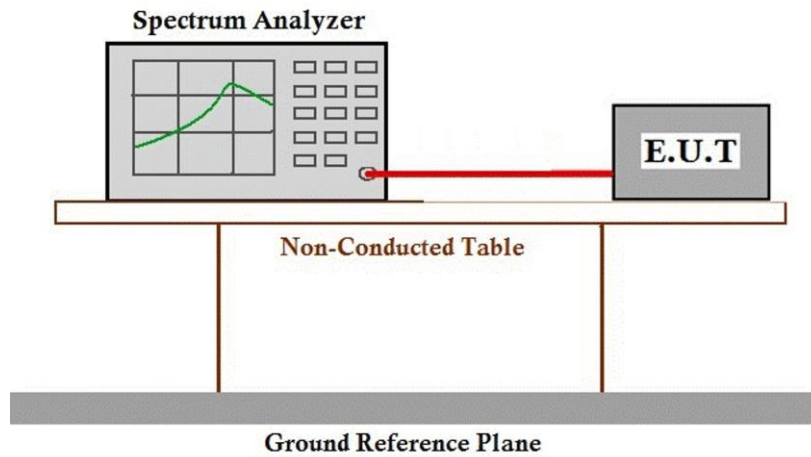 Spectrum Analyzer
E.U.T
Non-Conducted Table
Ground Reference Plane